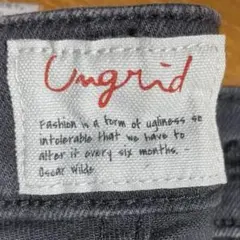 Ungrid
Fashion is a form of ugliness so
intolerable that we have to
alter it every six months.
Oscar Wilde